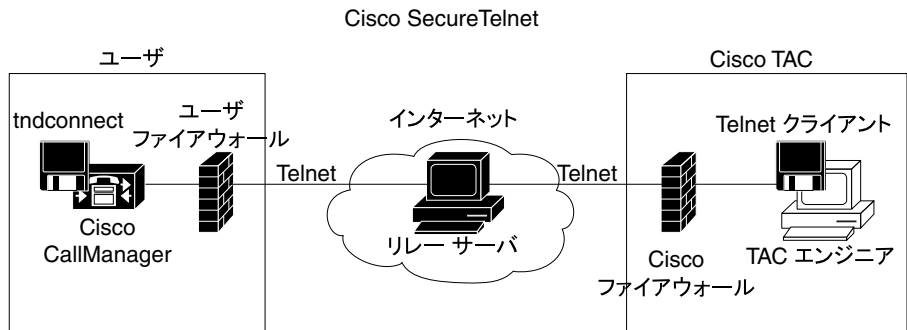 Cisco SecureTelnet
ユーザ
Cisco TAC
tndconnect
ユーザ
ファイアウォール
インターネット
Telnet クライアント
Telnet
Telnet
Cisco
CallManager
リレー サーバ
Cisco
ファイアウォール
TAC エンジニア